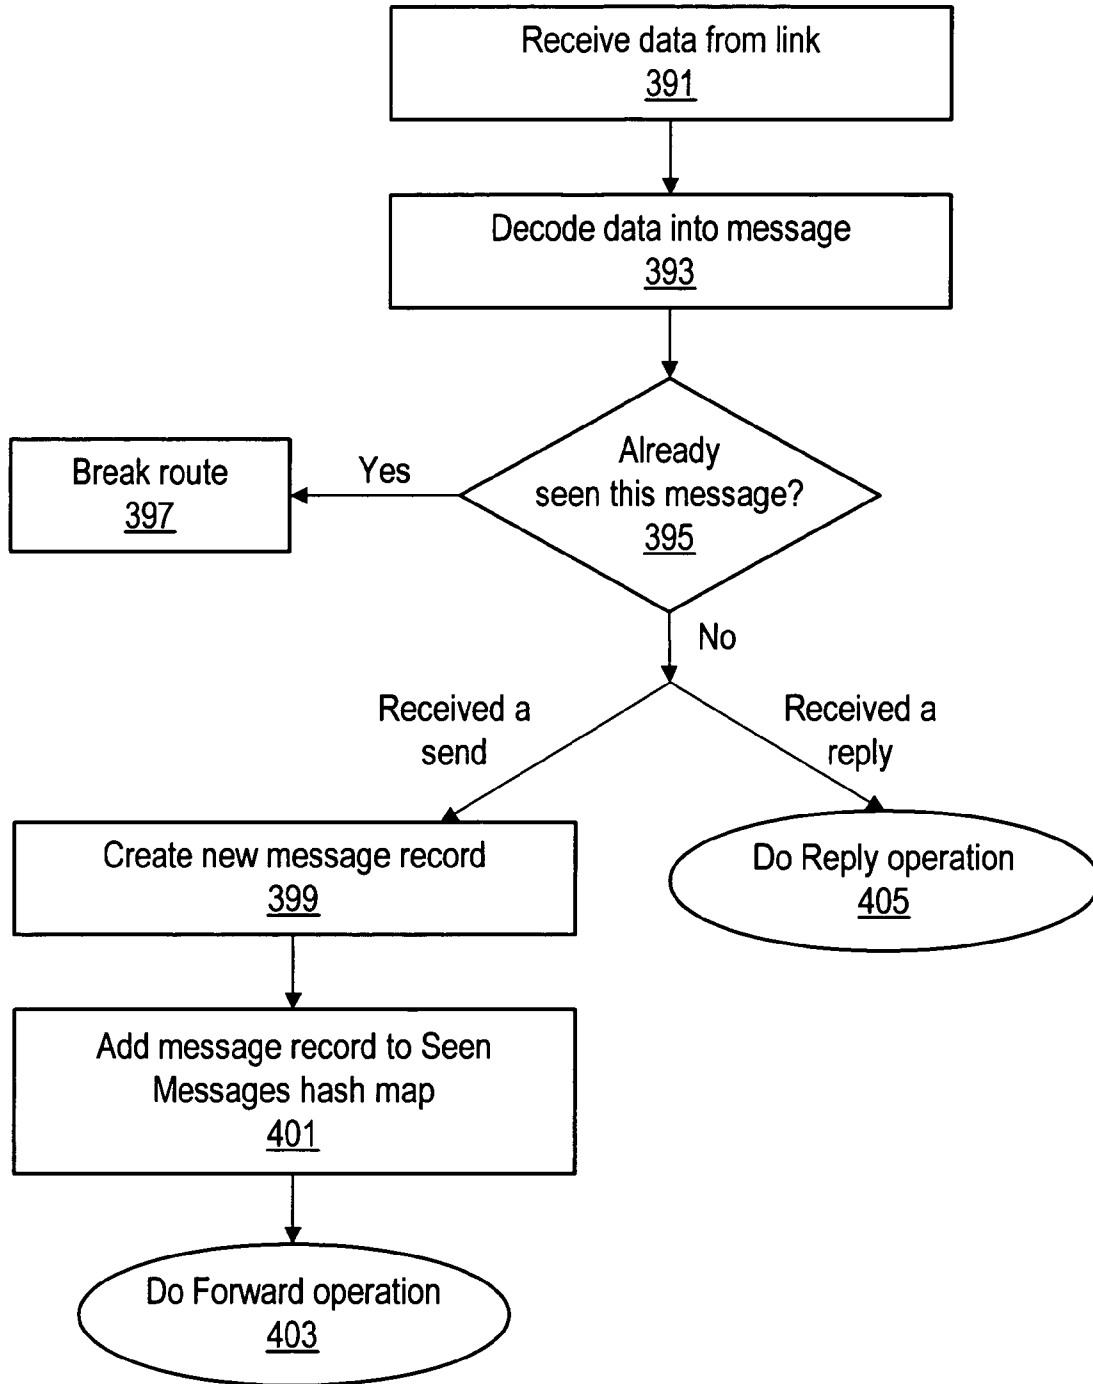 Receive data from link
391
Decode data into message
393
Already
seen this message?
395
Yes
Break route
397
No
Received a
send
Received a
reply
Create new message record
399
Do Reply operation
405
Add message record to Seen
Messages hash map
401
Do Forward operation
403